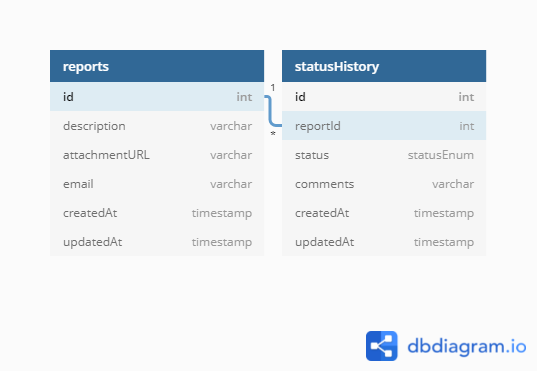 reports
id int
description varchar
attachmentURL varchar
email varchar
createdAt timestamp
updatedAt timestamp
1
*
statusHistory
id int
reportId int
status statusEnum
comments varchar
createdAt timestamp
updatedAt timestamp
dbdiagram.io